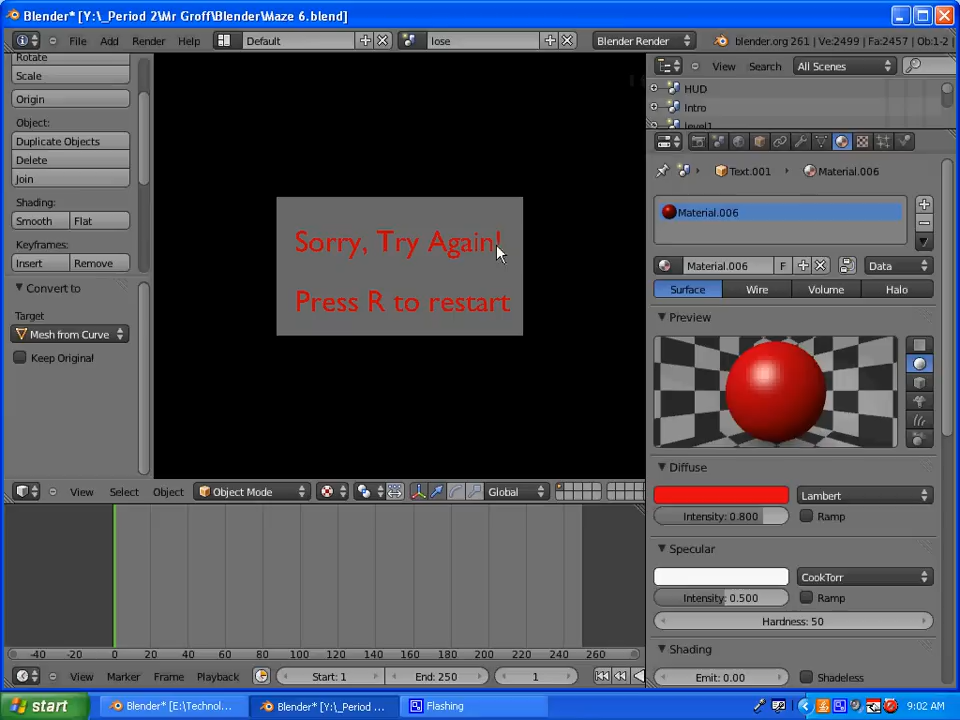 Blender* [Y:\_Period 2\Mr Groff\Blender\Maze 6.blend]
File Add Render Help Default lose Blender Render blender.org 261 | Ve:2499 | Fa:2457 | Ob:1-2
Rotate
Scale
Origin
Object:
Duplicate Objects
Delete
Join
Shading:
Smooth Flat
Keyframes:
Insert Remove
Convert to
Target
Mesh from Curve
Keep Original
Sorry, Try Again!
Press R to restart
View Search All Scenes
HUD
Intro
level1
Text.001 Material.006
Material.006
Material.006 F Data
Surface Wire Volume Halo
Preview
Diffuse
Lambert
Intensity: 0.800 Ramp
Specular
CookTorr
Intensity: 0.500 Ramp
Hardness: 50
Shading
Emit: 0.00 Shadeless
View Select Object Object Mode Global
-40 -20 0 20 40 60 80 100 120 140 160 180 200 220 240 260 280
View Marker Frame Playback Start: 1 End: 250 1
start Blender* [E:\Technol... Blender* [Y:\_Period ... Flashing 9:02 AM